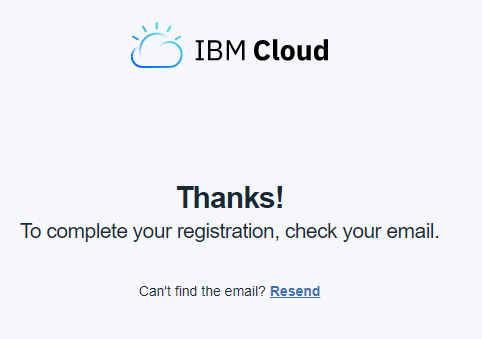 IBM Cloud
Thanks!
To complete your registration, check your email.
Can't find the email? Resend